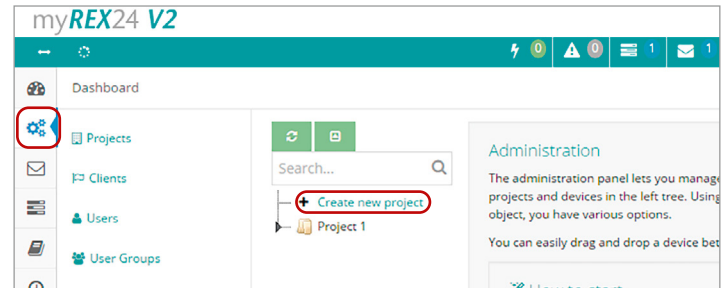 myREX24 V2
0 0 1 1
Dashboard
Projects
Clients
Users
User Groups
Search...
Create new project
Project 1
Administration
The administration panel lets you manage
projects and devices in the left tree. Using
object, you have various options.
You can easily drag and drop a device bet
How to start